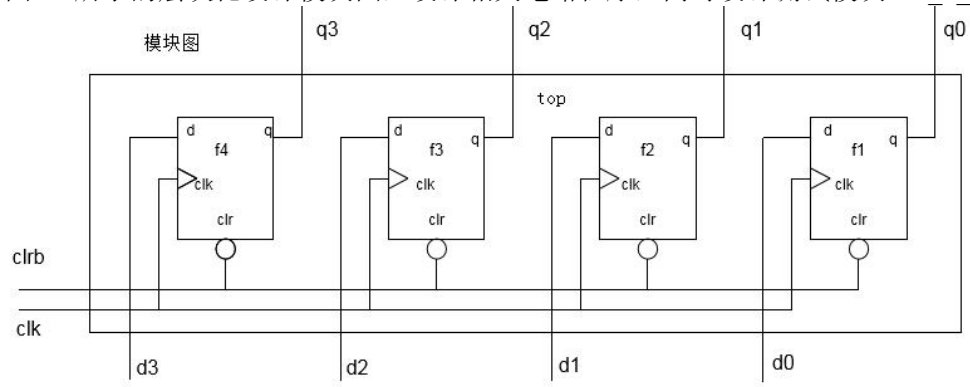 q3
q2
q1
q0
模块图
top
d
q
f4
clk
clr
d
q
f3
clk
clr
d
q
f2
clk
clr
d
q
f1
clk
clr
clrb
clk
d3
d2
d1
d0